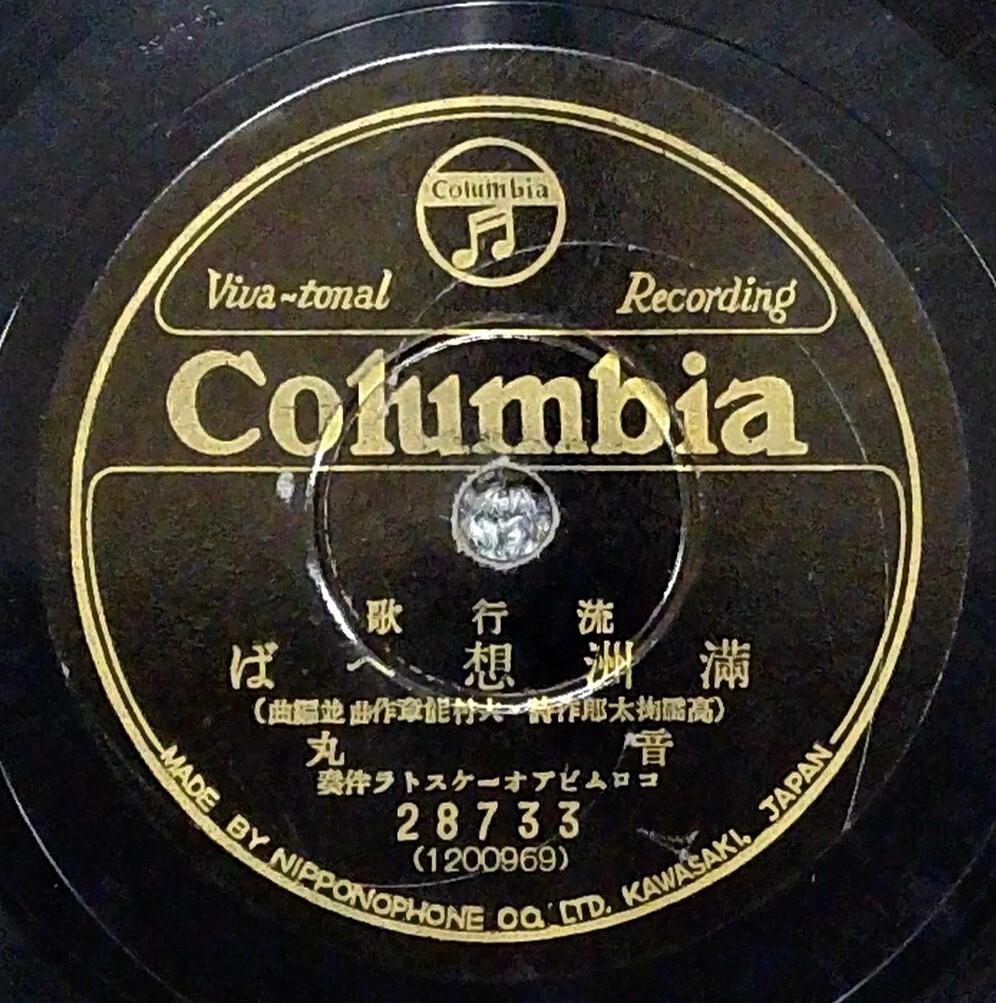 Columbia
Viva-tonal Recording
Columbia
流行歌
滿洲想へば
(高橋掬太郎作詩・大村能章作曲並編曲)
音丸
コロムビアオーケストラ伴奏
28733
(1200969)
MADE BY NIPPONOPHONE CO. LTD. KAWASAKI, JAPAN